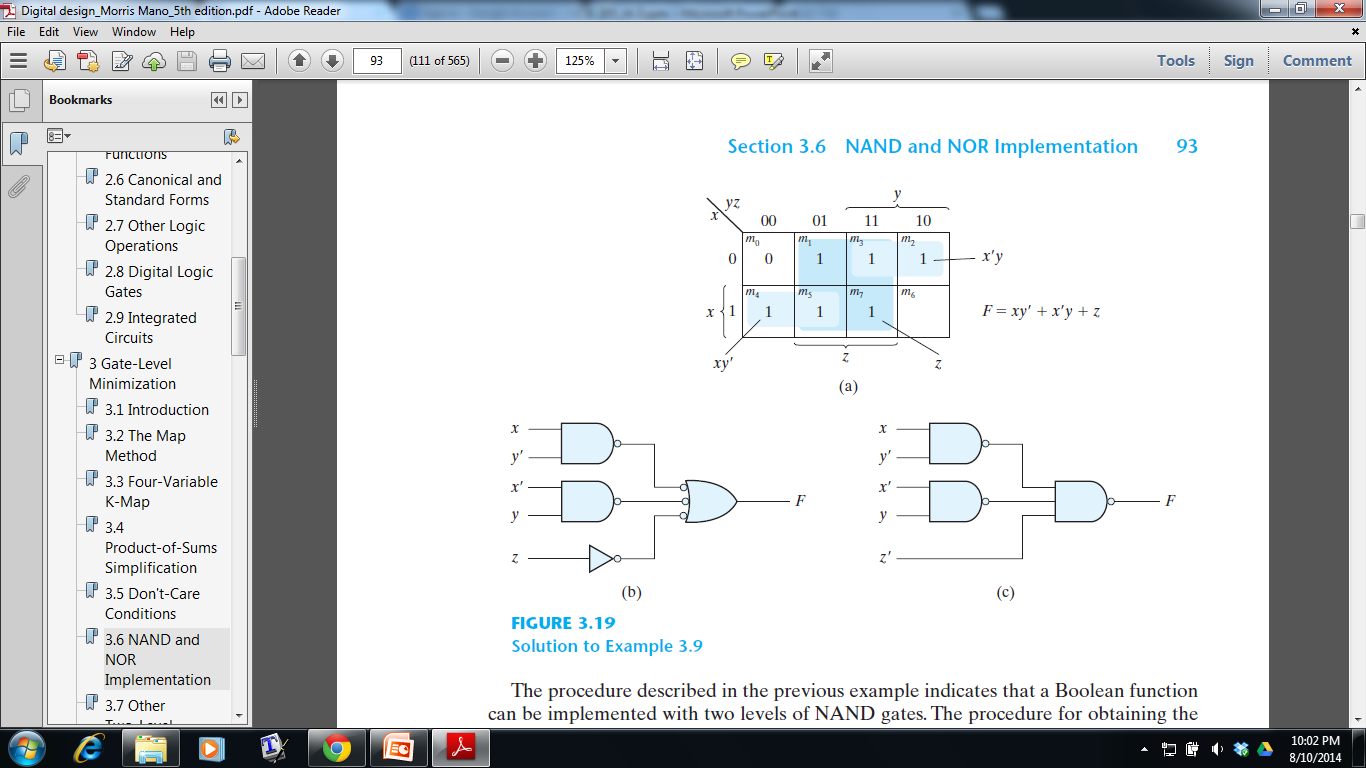 Digital design_Morris Mano_5th edition.pdf - Adobe Reader
File Edit View Window Help
93 (111 of 565) 125% Tools Sign Comment
Bookmarks
Functions
2.6 Canonical and
Standard Forms
2.7 Other Logic
Operations
2.8 Digital Logic
Gates
2.9 Integrated
Circuits
3 Gate-Level
Minimization
3.1 Introduction
3.2 The Map
Method
3.3 Four-Variable
K-Map
3.4
Product-of-Sums
Simplification
3.5 Don't-Care
Conditions
3.6 NAND and
NOR
Implementation
3.7 Other
Section 3.6 NAND and NOR Implementation 93
y
yz
x
00 01 11 10
m0 m1 m3 m2
0 0 1 1 1 x'y
m4 m5 m7 m6
x 1 1 1 1 F = xy' + x'y + z
xy' z z
(a)
x
y'
x'
y
z
F
(b)
x
y'
x'
y
z'
F
(c)
FIGURE 3.19
Solution to Example 3.9
The procedure described in the previous example indicates that a Boolean function
can be implemented with two levels of NAND gates. The procedure for obtaining the
10:02 PM
8/10/2014